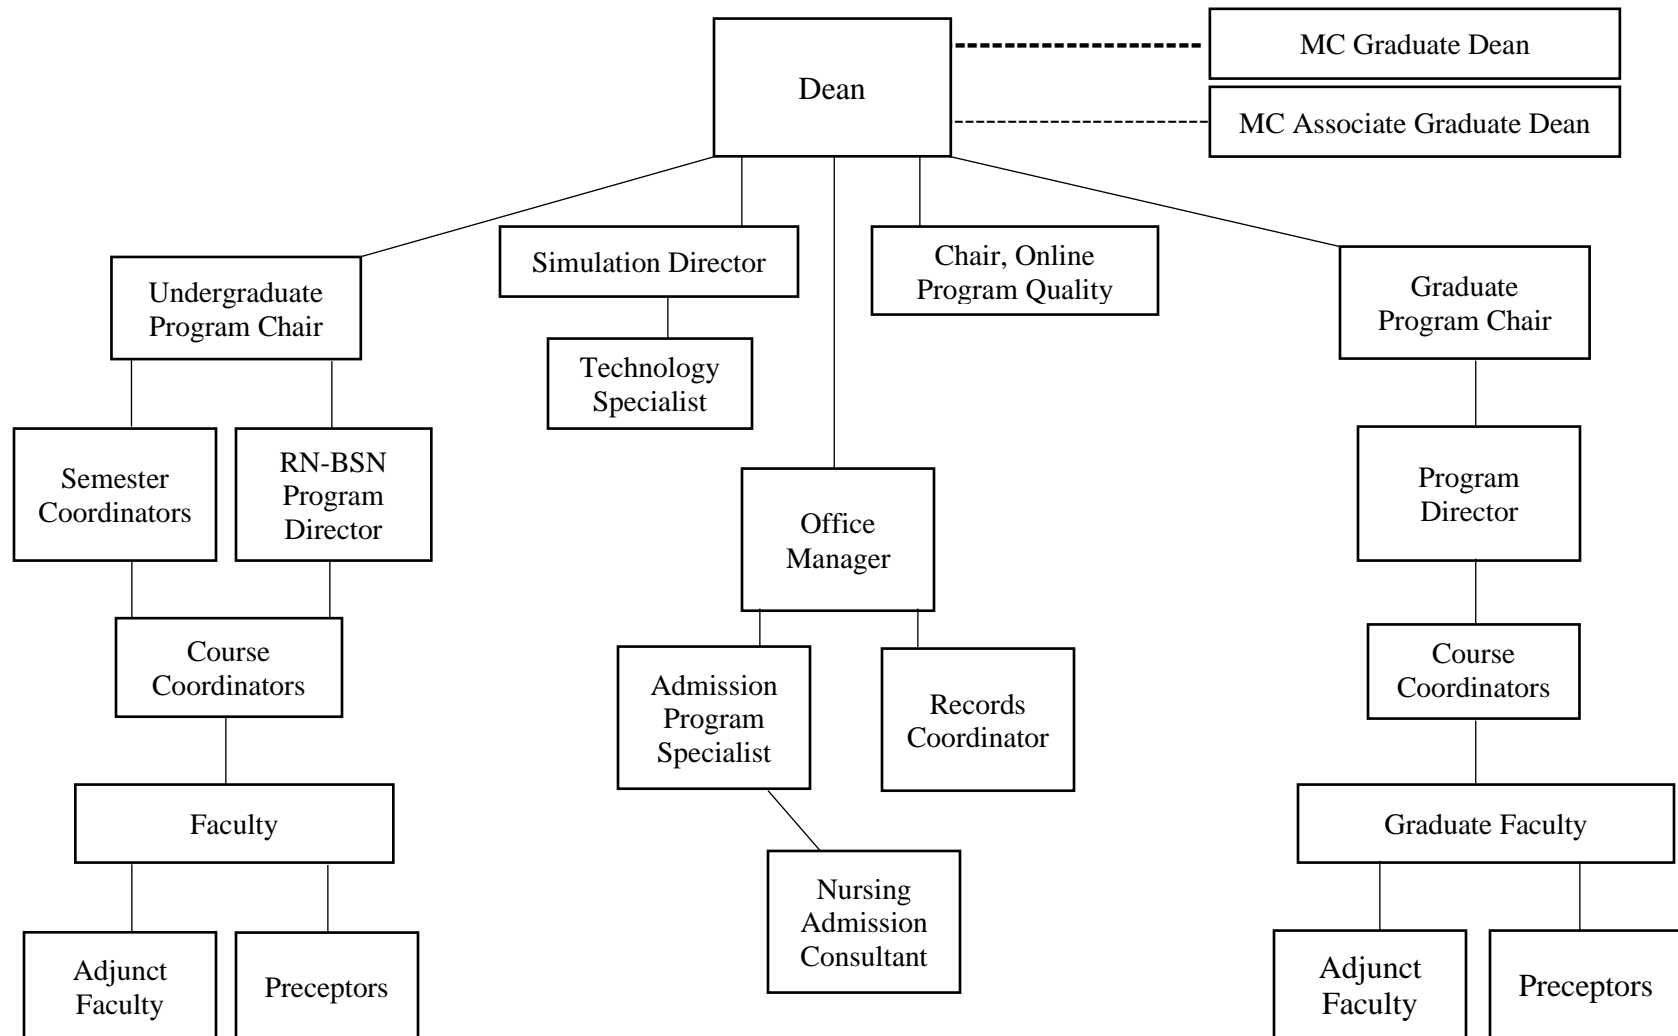 Dean
MC Graduate Dean
MC Associate Graduate Dean
Undergraduate
Program Chair
Simulation Director
Chair, Online
Program Quality
Graduate
Program Chair
Technology
Specialist
Semester
Coordinators
RN-BSN
Program
Director
Office
Manager
Program
Director
Course
Coordinators
Admission
Program
Specialist
Records
Coordinator
Course
Coordinators
Faculty
Graduate Faculty
Nursing
Admission
Consultant
Adjunct
Faculty
Preceptors
Adjunct
Faculty
Preceptors